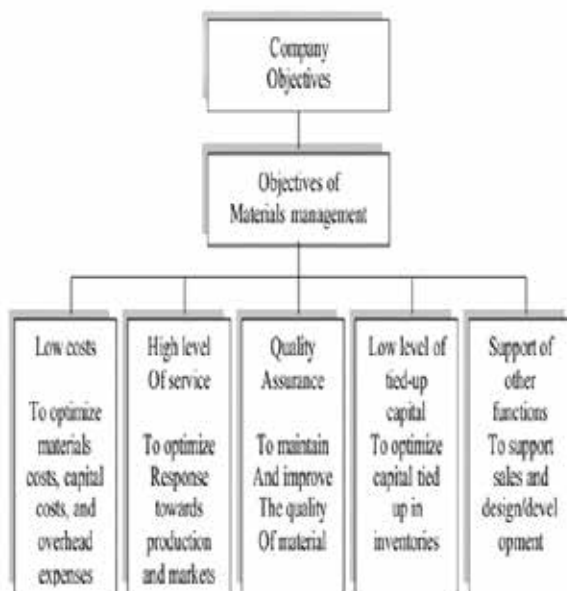 Company
Objectives
Objectives of
Materials management
Low costs
To optimize
materials
costs, capital
costs, and
overhead
expenses
High level
Of service
To optimize
Response
towards
production
and markets
Quality
Assurance
To maintain
And improve
The quality
Of material
Low level of
tied-up
capital
To optimize
capital tied
up in
inventories
Support of
other
functions
To support
sales and
design/devel
opment